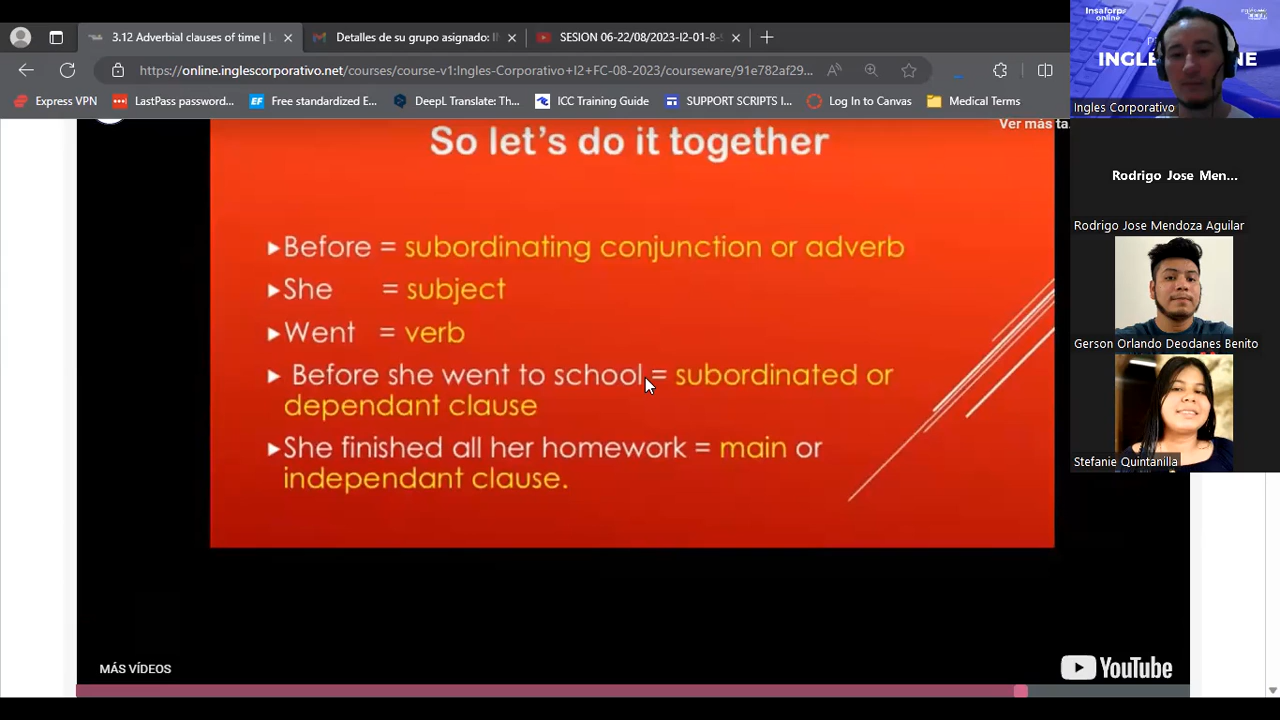 3.12 Adverbial clauses of time | L
Detalles de su grupo asignado: I
SESION 06-22/08/2023-I2-01-8-S
https://online.inglescorporativo.net/courses/course-v1:Ingles-Corporativo+I2+FC-08-2023/courseware/91e782af29...
Express VPN
LastPass password...
Free standardized E...
DeepL Translate: Th...
ICC Training Guide
SUPPORT SCRIPTS I...
Log In to Canvas
Medical Terms
So let's do it together
Ver más ta
Before = subordinating conjunction or adverb
She = subject
Went = verb
Before she went to school = subordinated or
dependant clause
She finished all her homework = main or
independant clause.
MÁS VÍDEOS
YouTube
Insaforp
online
INGLE
NE
Ingles Corporativo
Rodrigo Jose Men...
Rodrigo Jose Mendoza Aguilar
Gerson Orlando Deodanes Benito
Stefanie Quintanilla